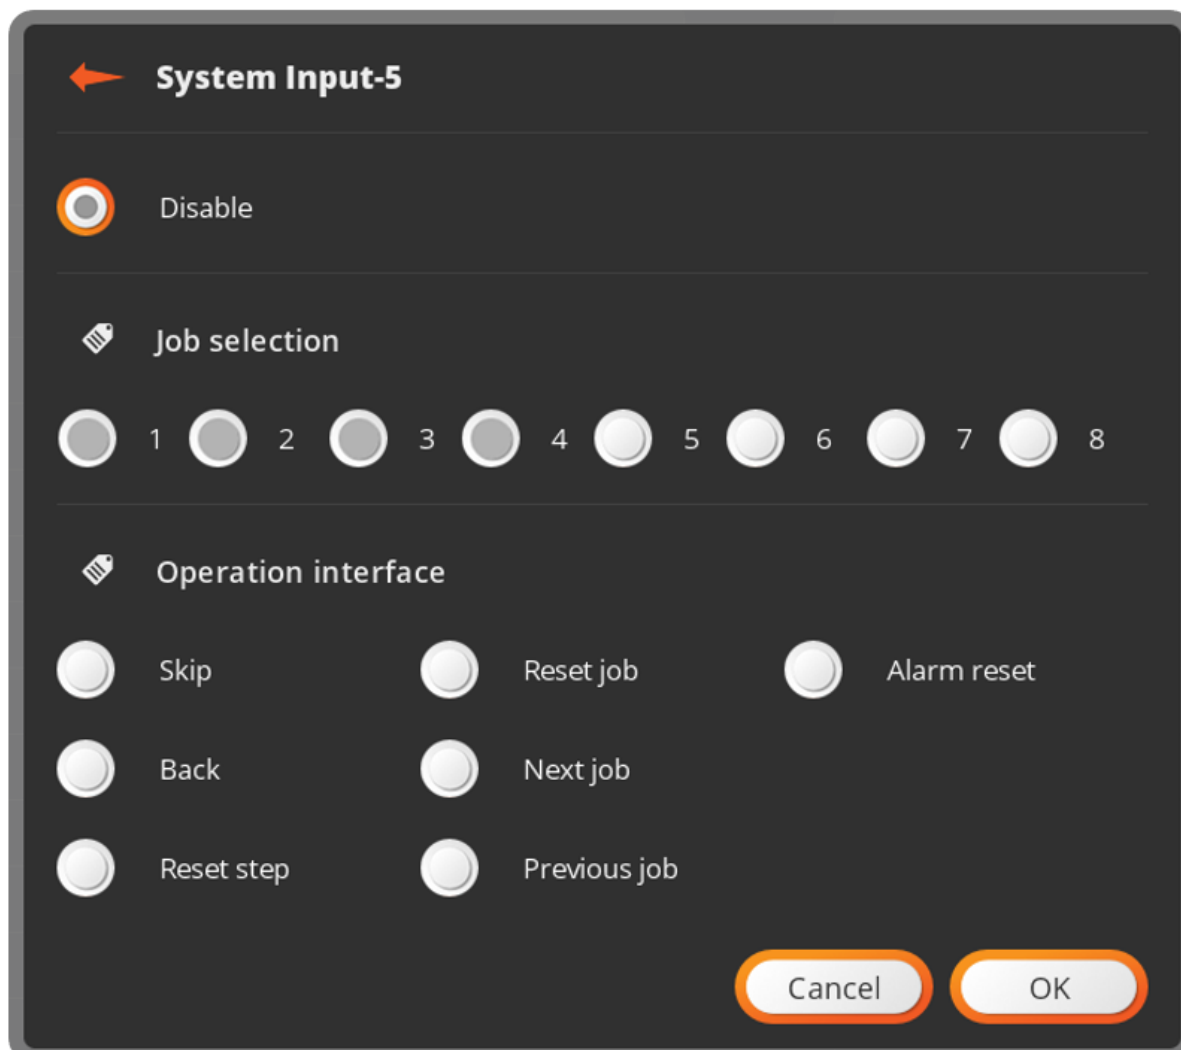 System Input-5
Disable
Job selection
1 2 3 4 5 6 7 8
Operation interface
Skip Reset job Alarm reset
Back Next job
Reset step Previous job
Cancel OK